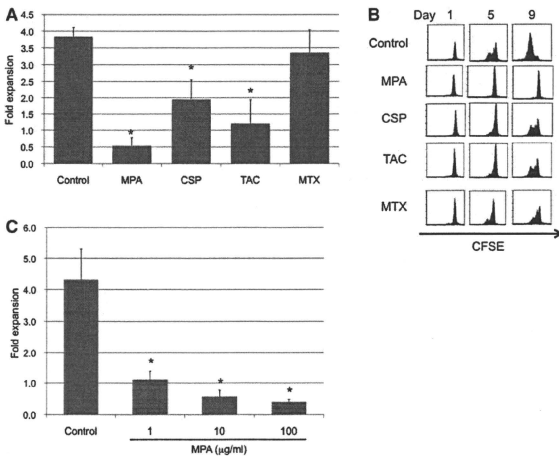 A
Fold expansion
4.5
4.0
3.5
3.0
2.5
2.0
1.5
1.0
0.5
0.0
*
*
*
Control MPA CSP TAC MTX
B
Day 1 5 9
Control
MPA
CSP
TAC
MTX
CFSE
C
Fold expansion
6.0
5.0
4.0
3.0
2.0
1.0
0.0
*
*
*
Control 1 10 100
MPA (μg/ml)